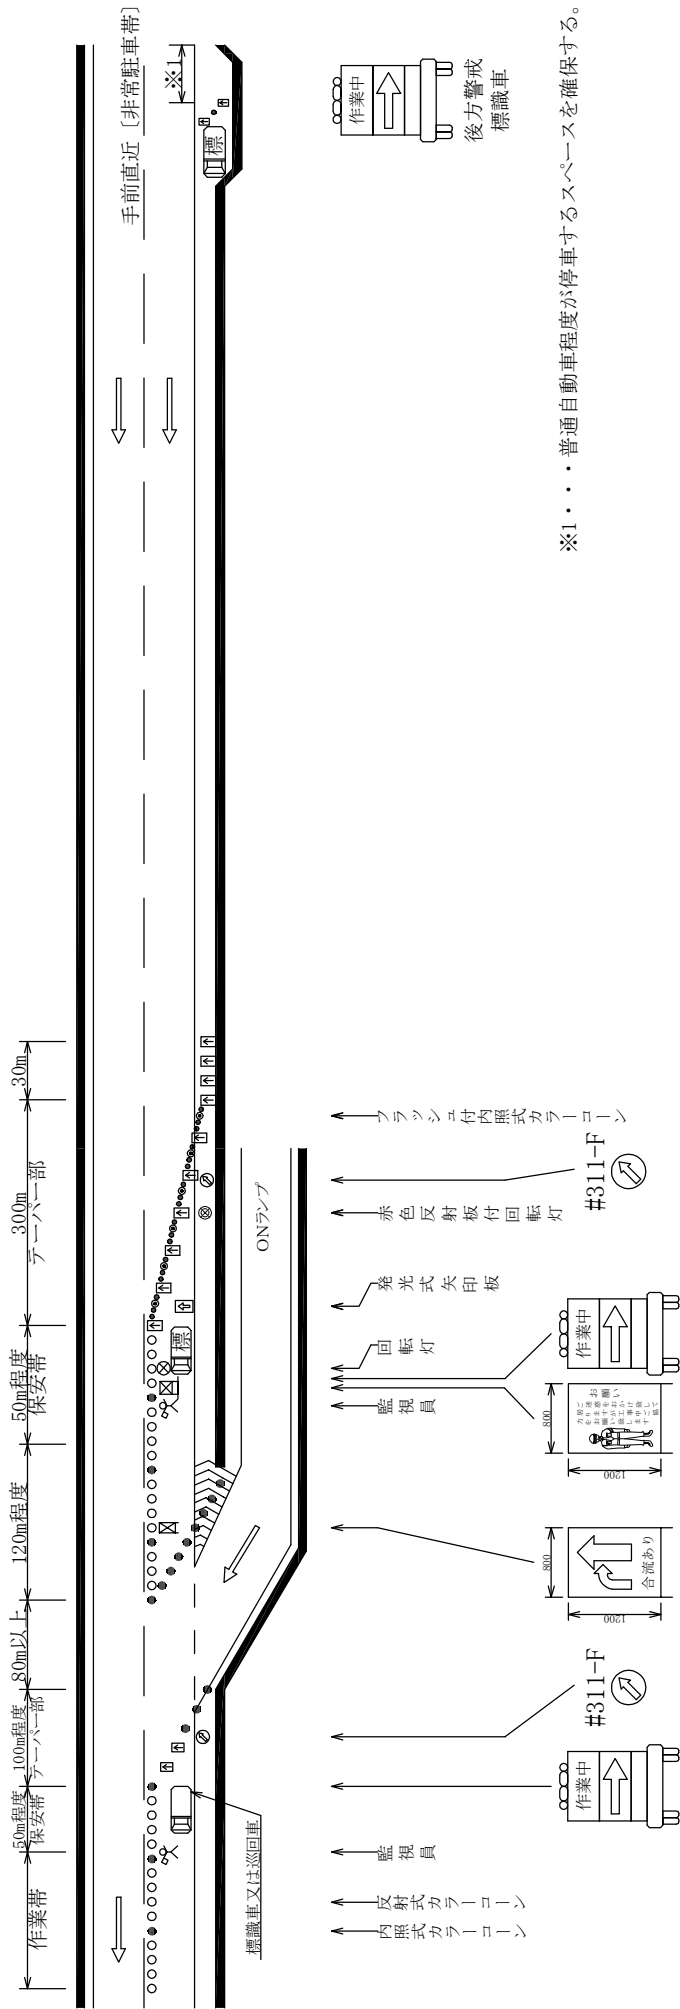 手前直近〔非常駐車帯〕
※1
標
作業中
後方警戒
標識車
※1・・・普通自動車程度が停車するスペースを確保する。
30m
300m
テーパー部
50m程度
保安帯
120m程度
80m以上
100m程度
テーパー部
50m程度
保安帯
作業帯
標
ONランプ
標識車又は巡回車
フラッシュ付内照式カラーコーン
#311-F
赤色反射板付回転灯
発光式矢印板
作業中
回転灯
監視員
800
1200
お願い
800
1200
合流あり
#311-F
作業中
監視員
反射式カラーコーン
内照式カラーコーン